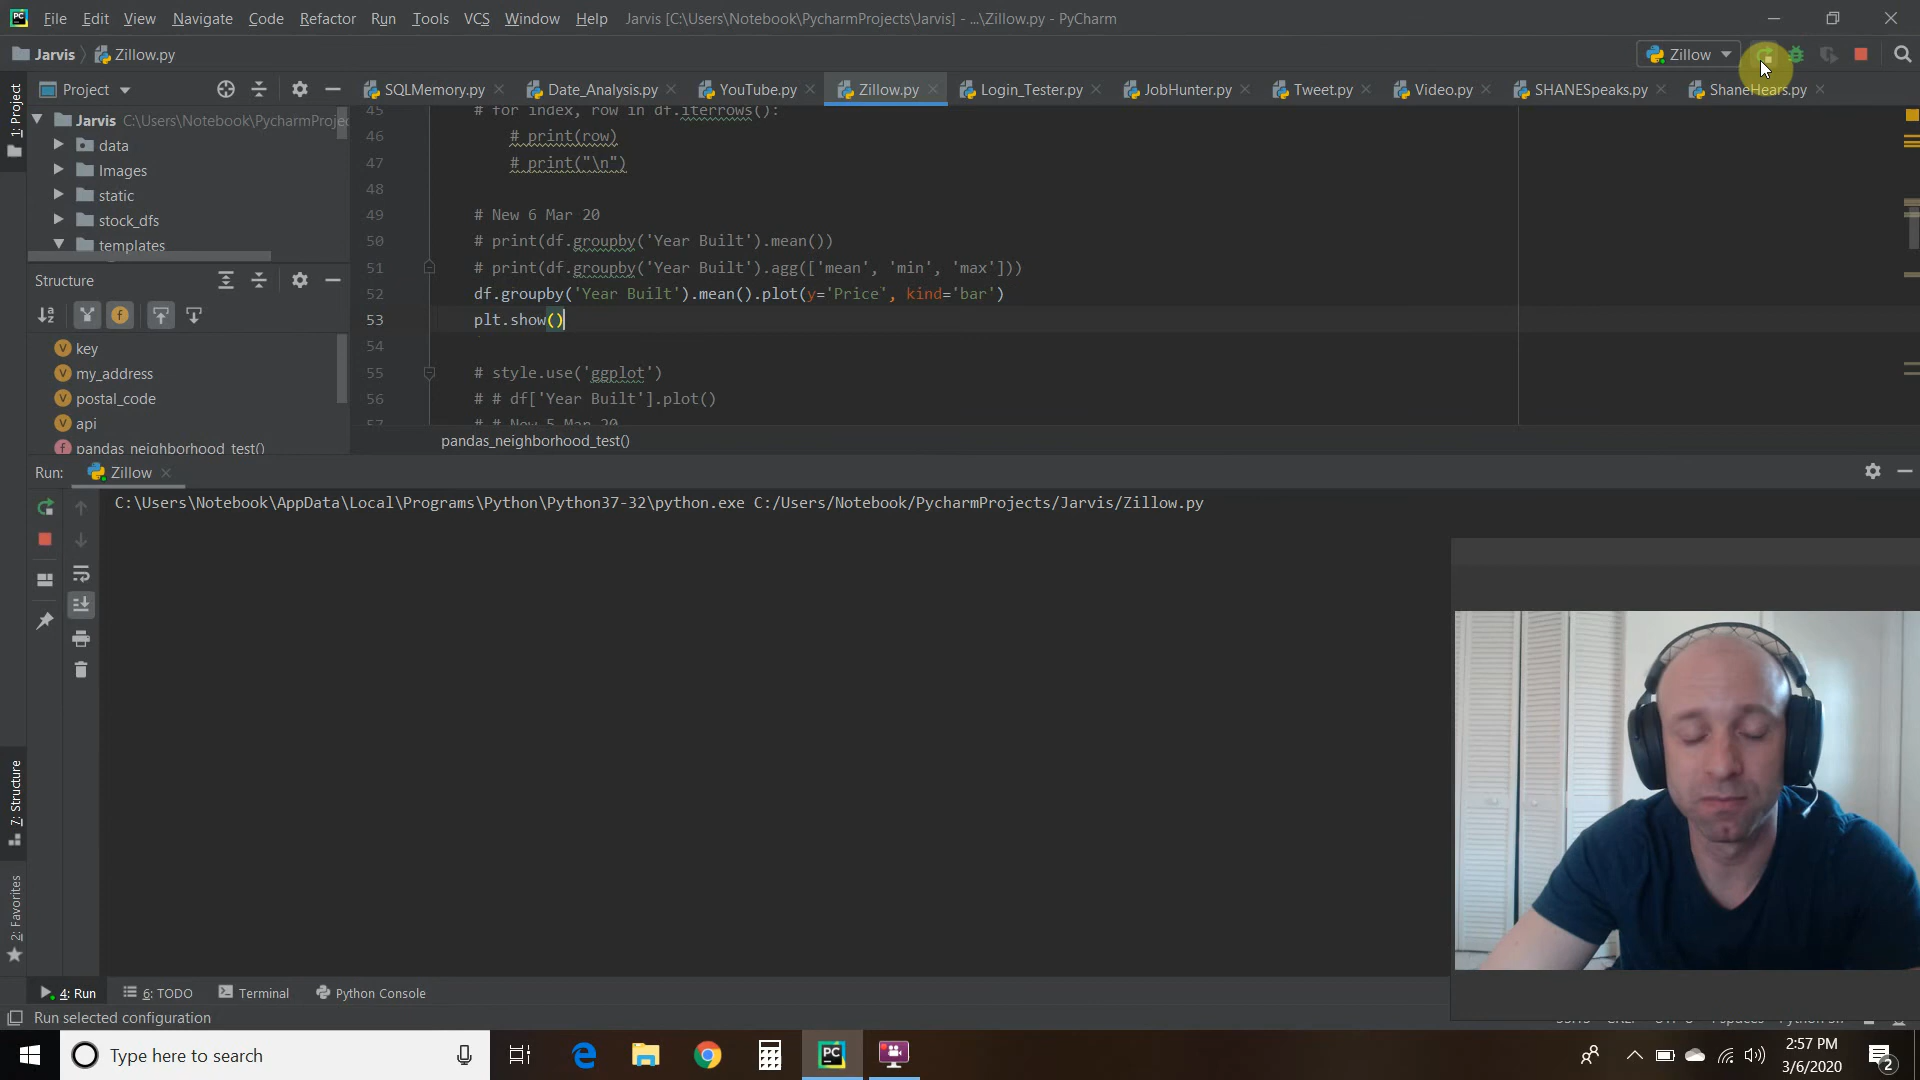 File Edit View Navigate Code Refactor Run Tools VCS Window Help Jarvis [C:\Users\Notebook\PycharmProjects\Jarvis] - ...\Zillow.py - PyCharm
Jarvis Zillow.py Zillow
1: Project
Project
SQLMemory.py Date_Analysis.py YouTube.py Zillow.py Login_Tester.py JobHunter.py Tweet.py Video.py SHANESpeaks.py ShaneHears.py
Jarvis C:\Users\Notebook\PycharmProjec
data
Images
static
stock_dfs
templates
Structure
key
my_address
postal_code
api
pandas_neighborhood_test()
45 # for index, row in df.iterrows():
46 # print(row)
47 # print("\n")
48
49 # New 6 Mar 20
50 # print(df.groupby('Year Built').mean())
51 # print(df.groupby('Year Built').agg(['mean', 'min', 'max']))
52 df.groupby('Year Built').mean().plot(y='Price', kind='bar')
53 plt.show()
54
55 # style.use('ggplot')
56 # # df['Year Built'].plot()
57 # # New 5 Mar 20
pandas_neighborhood_test()
Run: Zillow
C:\Users\Notebook\AppData\Local\Programs\Python\Python37-32\python.exe C:/Users/Notebook/PycharmProjects/Jarvis/Zillow.py
7: Structure
2: Favorites
4: Run 6: TODO Terminal Python Console
Run selected configuration
PC
Type here to search
2:57 PM
3/6/2020
2